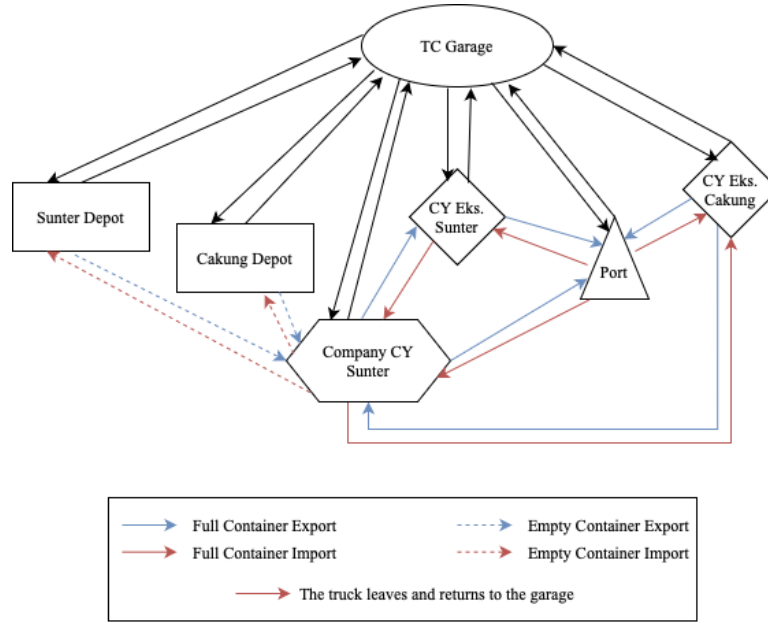 TC Garage
CY Eks.
Cakung
CY Eks.
Sunter
Sunter Depot
Cakung Depot
Port
Company CY
Sunter
Full Container Export
Empty Container Export
Full Container Import
Empty Container Import
The truck leaves and returns to the garage